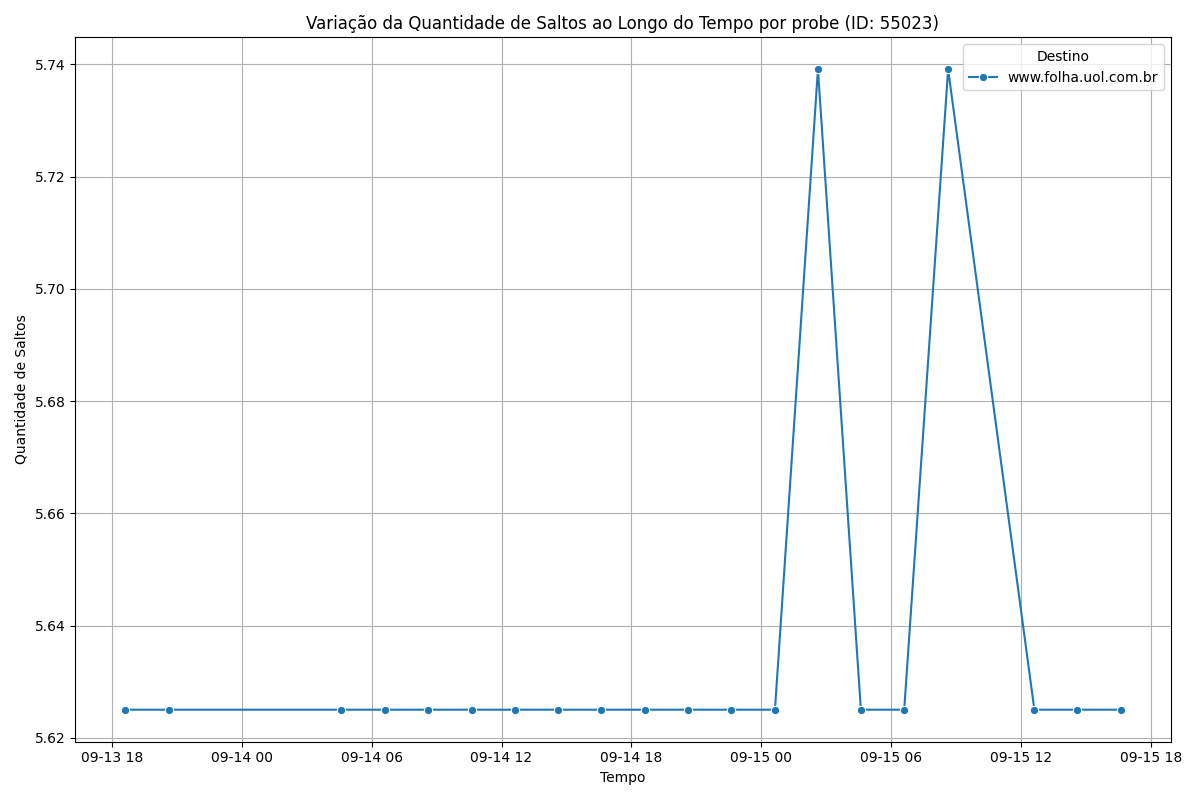 Variação da Quantidade de Saltos ao Longo do Tempo por probe (ID: 55023)
Destino
www.folha.uol.com.br
Quantidade de Saltos
5.74
5.72
5.70
5.68
5.66
5.64
5.62
09-13 18 09-14 00 09-14 06 09-14 12 09-14 18 09-15 00 09-15 06 09-15 12 09-15 18
Tempo